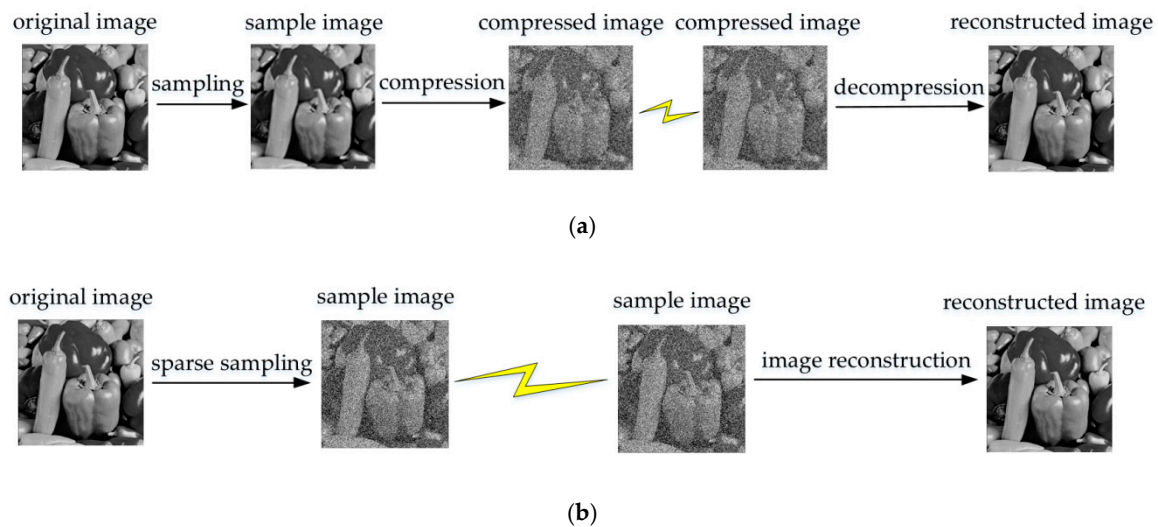 original image
sample image
compressed image
compressed image
reconstructed image
sampling
compression
decompression
(a)
original image
sample image
sample image
reconstructed image
sparse sampling
image reconstruction
(b)